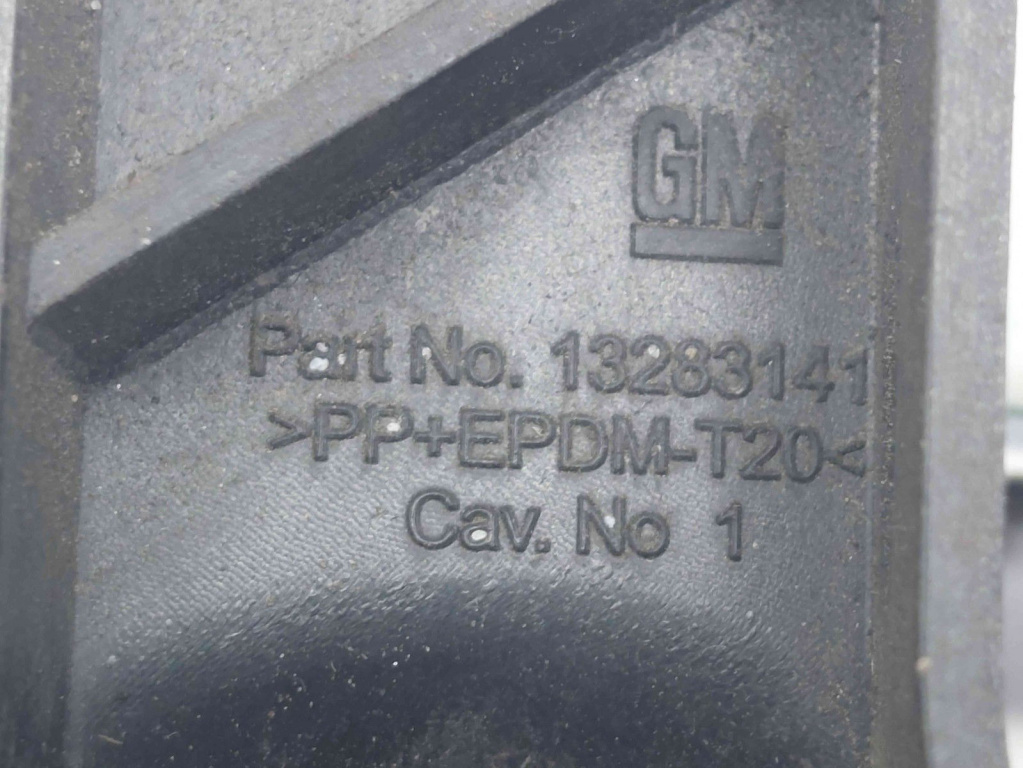 GM
Part No. 13283141
>PP+EPDM-T20<
Cav. No 1